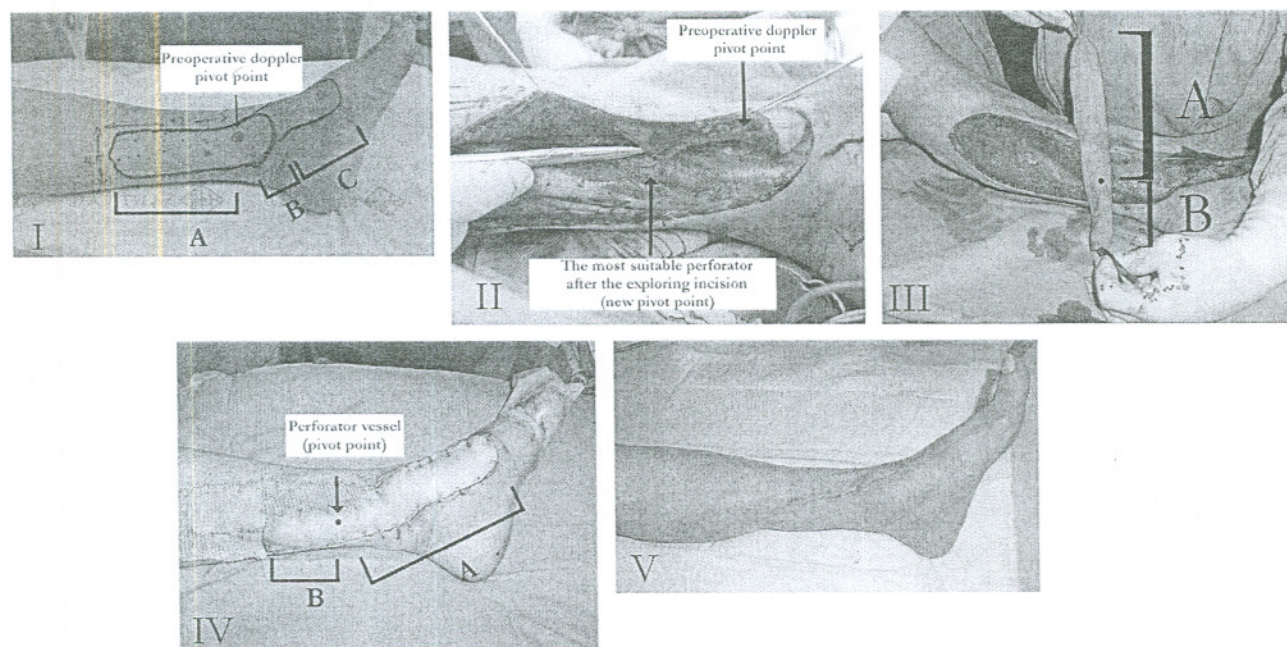 Preoperative doppler
pivot point
A
B
C
I
Preoperative doppler
pivot point
The most suitable perforator
after the exploring incision
(new pivot point)
II
A
B
III
Perforator vessel
(pivot point)
A
B
IV
V